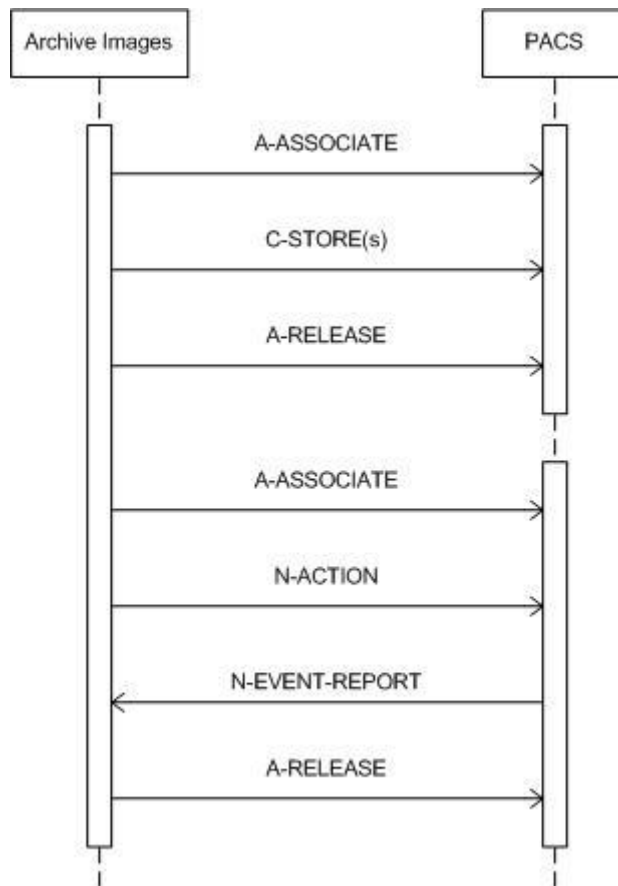 Archive Images
PACS
A-ASSOCIATE
C-STORE(s)
A-RELEASE
A-ASSOCIATE
N-ACTION
N-EVENT-REPORT
A-RELEASE